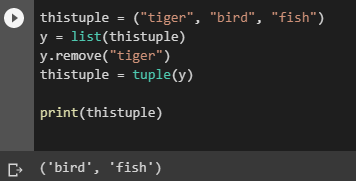 thistuple = ("tiger", "bird", "fish")
y = list(thistuple)
y.remove("tiger")
thistuple = tuple(y)
print(thistuple)
('bird', 'fish')